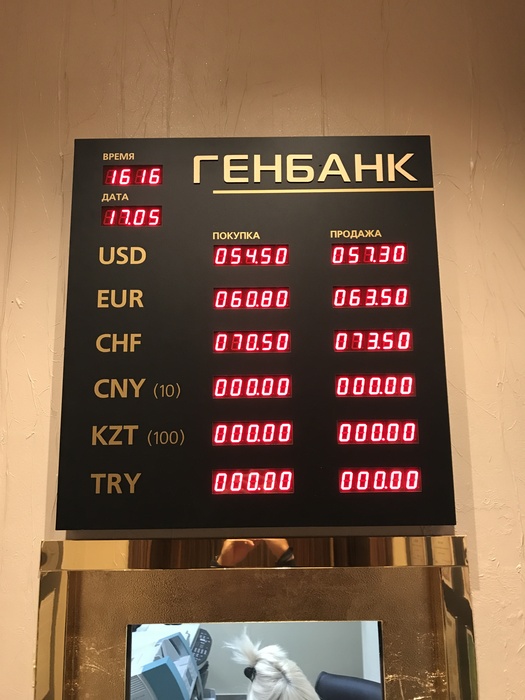 ВРЕМЯ
16 16
ГЕНБАНК
ДАТА
17.05
ПОКУПКА ПРОДАЖА
USD 054.50 057.30
EUR 060.80 063.50
CHF 070.50 073.50
CNY (10) 000.00 000.00
KZT (100) 000.00 000.00
TRY 000.00 000.00